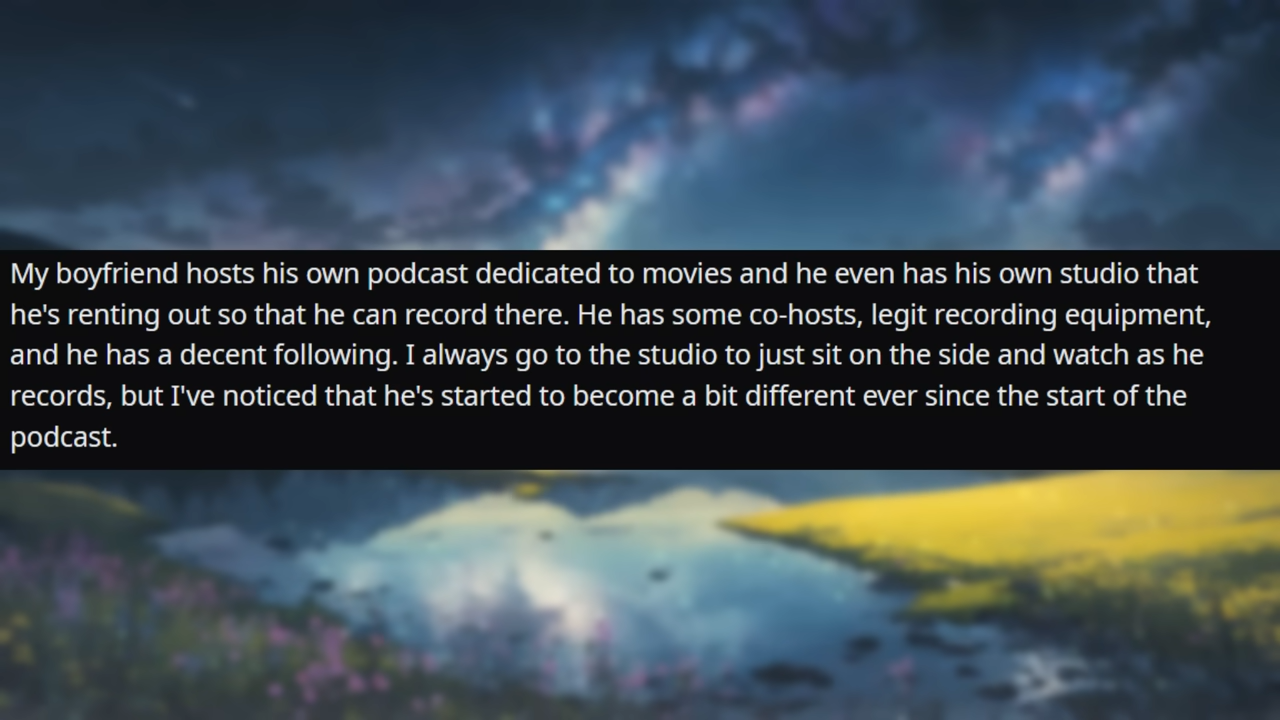 My boyfriend hosts his own podcast dedicated to movies and he even has his own studio that
he's renting out so that he can record there. He has some co-hosts, legit recording equipment,
and he has a decent following. I always go to the studio to just sit on the side and watch as he
records, but I've noticed that he's started to become a bit different ever since the start of the
podcast.